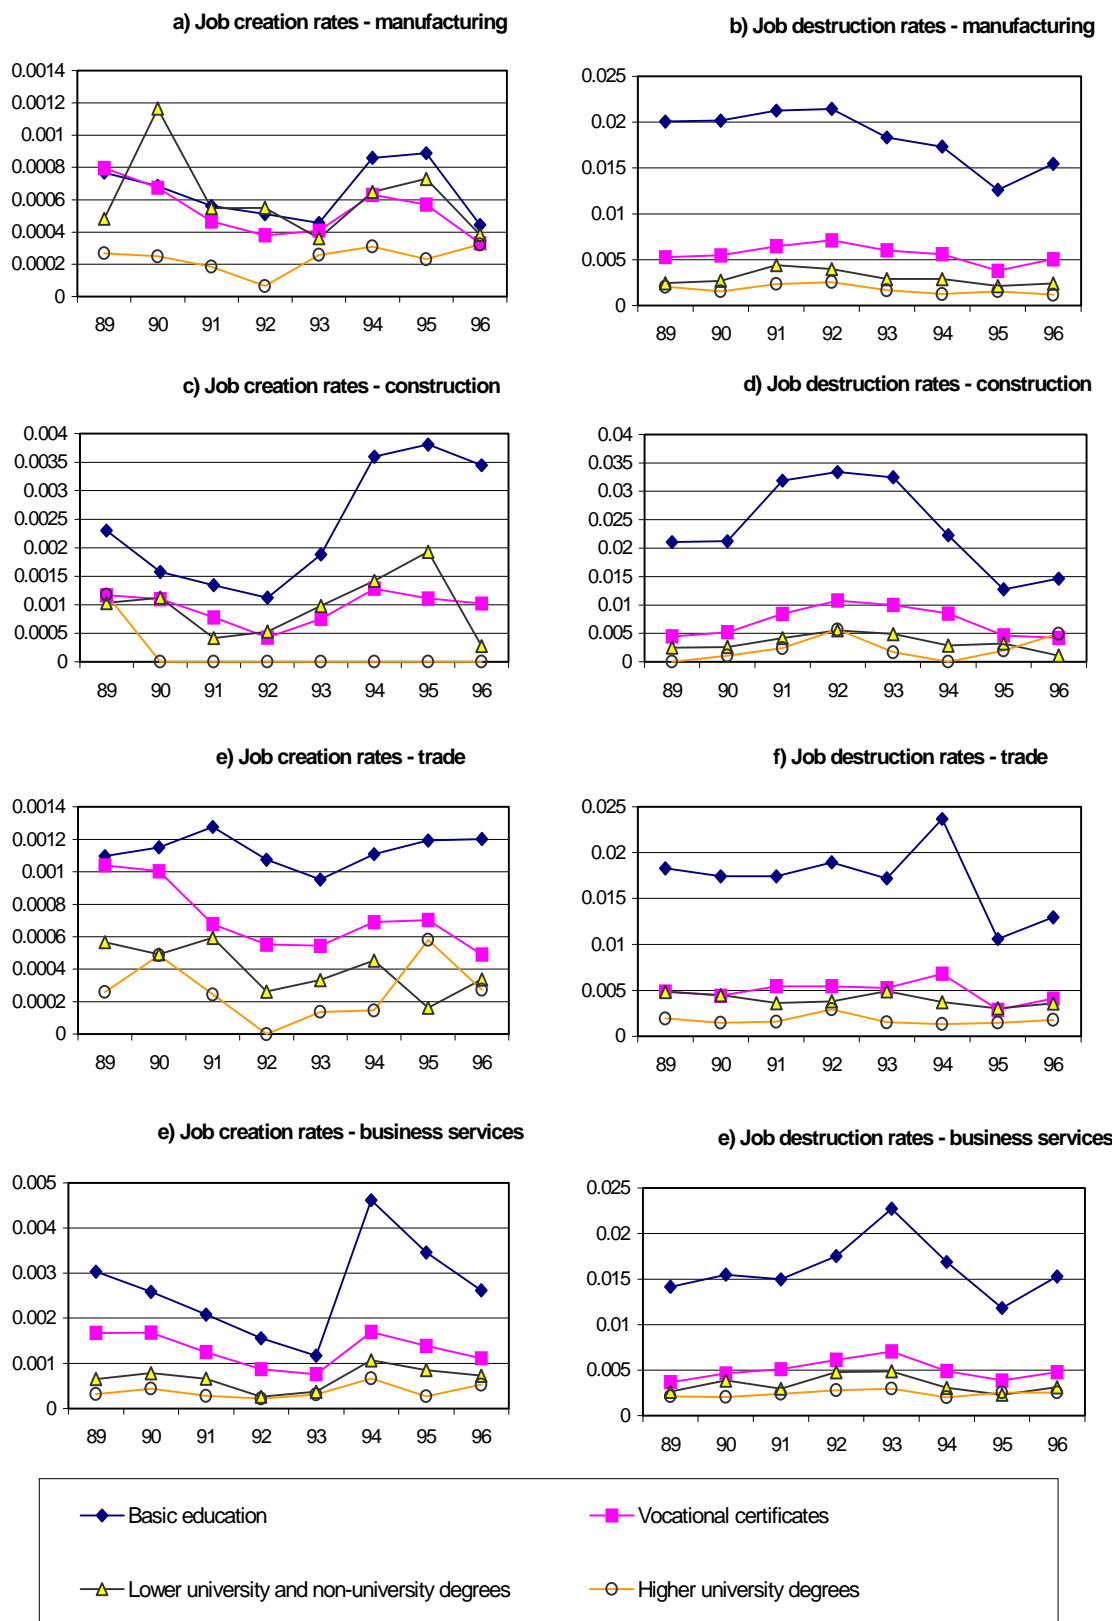 a) Job creation rates - manufacturing
0.0014
0.0012
0.001
0.0008
0.0006
0.0004
0.0002
0
89 90 91 92 93 94 95 96
b) Job destruction rates - manufacturing
0.025
0.02
0.015
0.01
0.005
0
89 90 91 92 93 94 95 96
c) Job creation rates - construction
0.004
0.0035
0.003
0.0025
0.002
0.0015
0.001
0.0005
0
89 90 91 92 93 94 95 96
d) Job destruction rates - construction
0.04
0.035
0.03
0.025
0.02
0.015
0.01
0.005
0
89 90 91 92 93 94 95 96
e) Job creation rates - trade
0.0014
0.0012
0.001
0.0008
0.0006
0.0004
0.0002
0
89 90 91 92 93 94 95 96
f) Job destruction rates - trade
0.025
0.02
0.015
0.01
0.005
0
89 90 91 92 93 94 95 96
e) Job creation rates - business services
0.005
0.004
0.003
0.002
0.001
0
89 90 91 92 93 94 95 96
e) Job destruction rates - business services
0.025
0.02
0.015
0.01
0.005
0
89 90 91 92 93 94 95 96
Basic education
Vocational certificates
Lower university and non-university degrees
Higher university degrees